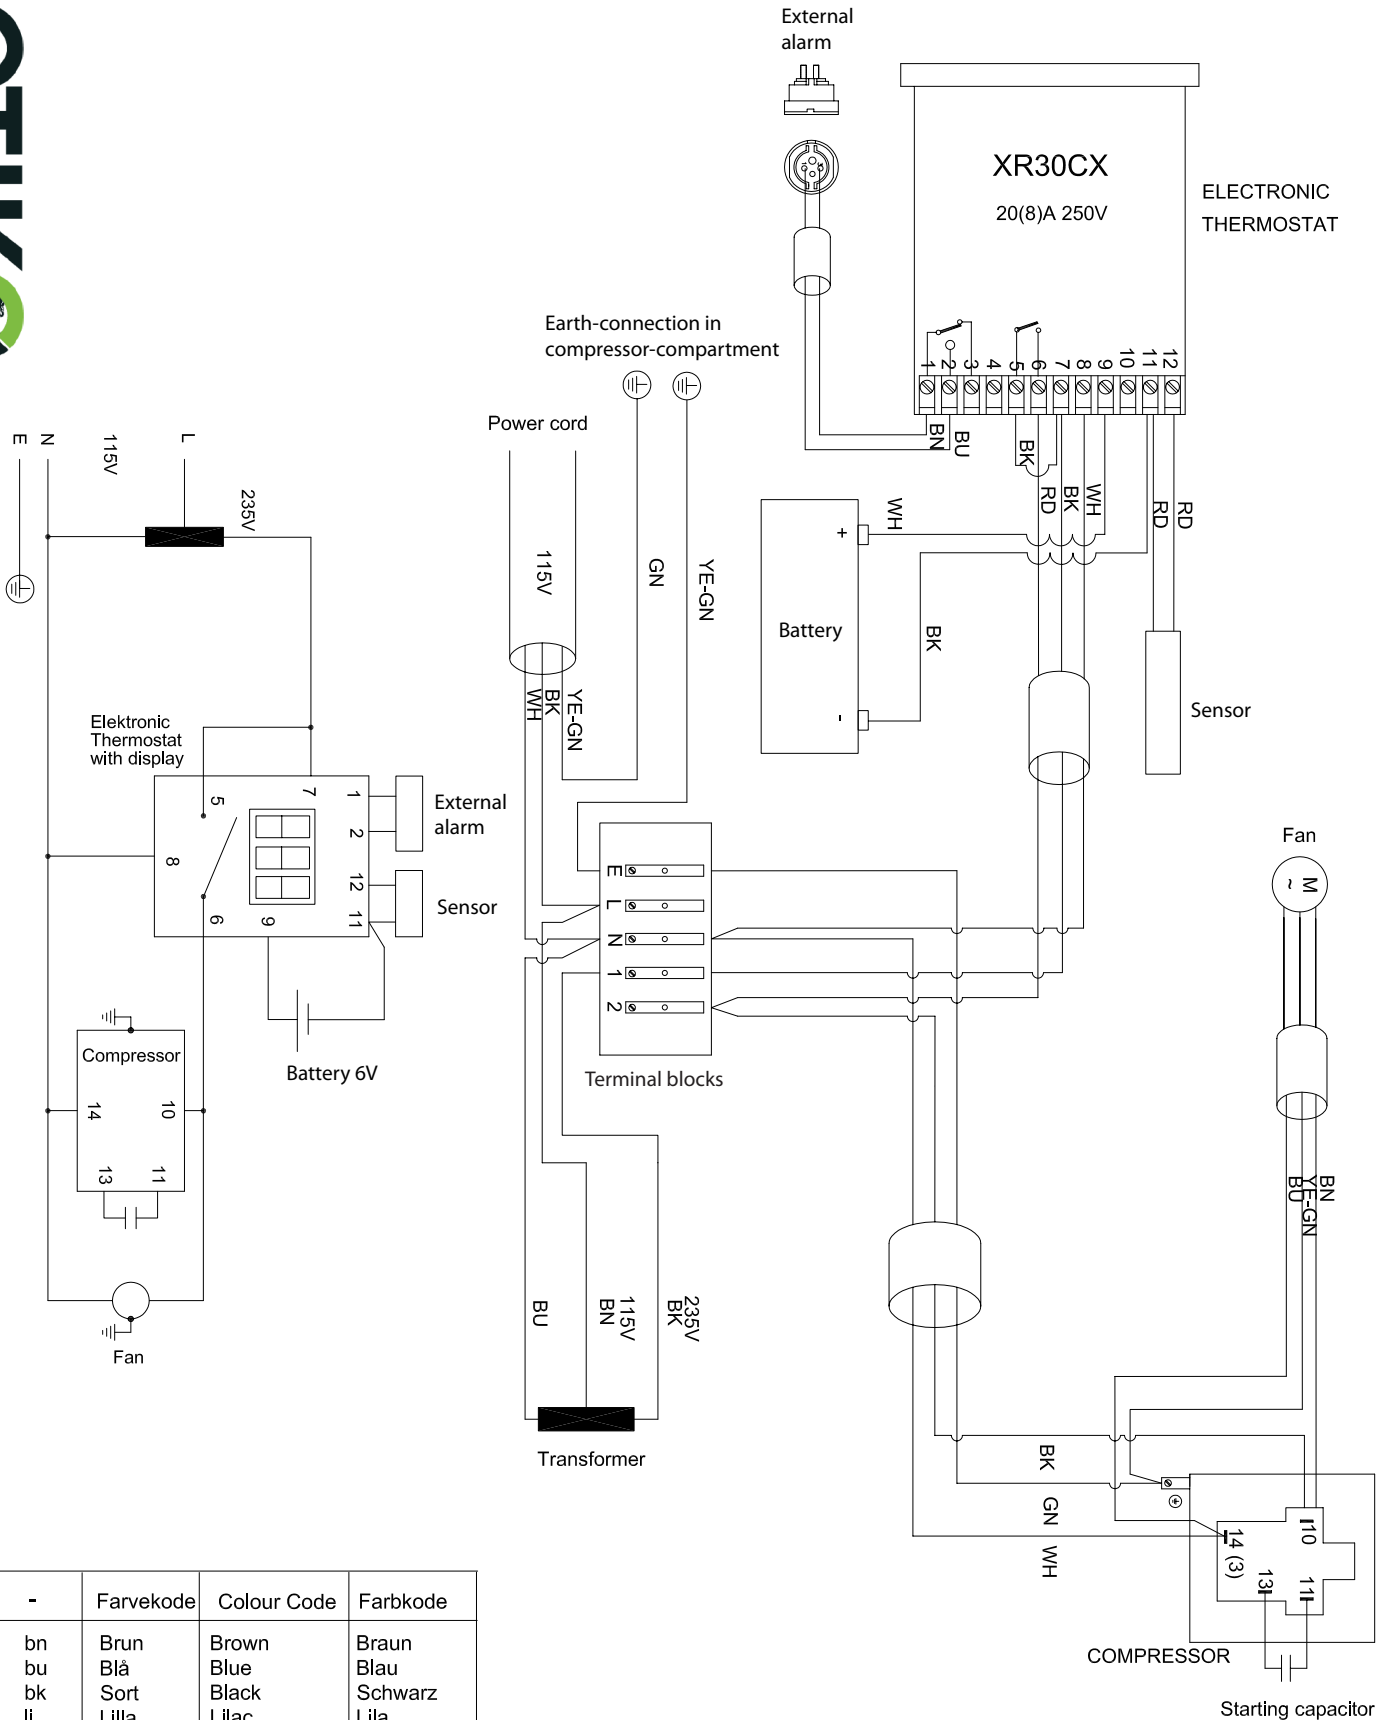 External
alarm
XR30CX
20(8)A 250V
ELECTRONIC
THERMOSTAT
1 2 3 4 5 6 7 8 9 10 11 12
BN
BU
BK
RD
BK
WH
RD
RD
Earth-connection in
compressor-compartment
Power cord
115V
GN
YE-GN
WH
BK
YE-GN
WH
+
Battery
-
BK
Sensor
E
N
115V
L
235V
Elektronic
Thermostat
with display
5
7
1
2
8
12
11
6
9
External
alarm
Sensor
Battery 6V
Compressor
14
10
13
11
Fan
E
L
N
1
2
Terminal blocks
BU
115V
BN
235V
BK
Transformer
Fan
M
~
BN
YE-GN
BU
BK
GN
WH
10
14 (3)
13
11
COMPRESSOR
Starting capacitor
- Farvekode Colour Code Farbkode
bn Brun Brown Braun
bu Blå Blue Blau
bk Sort Black Schwarz
li Lilla Lilac Lila